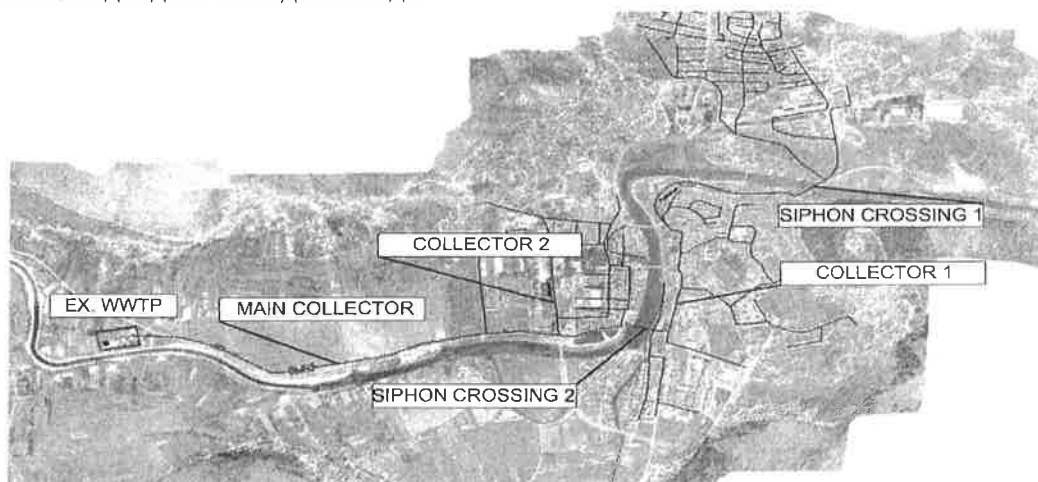 SIPHON CROSSING 1
COLLECTOR 2
COLLECTOR 1
EX. WWTP
MAIN COLLECTOR
SIPHON CROSSING 2